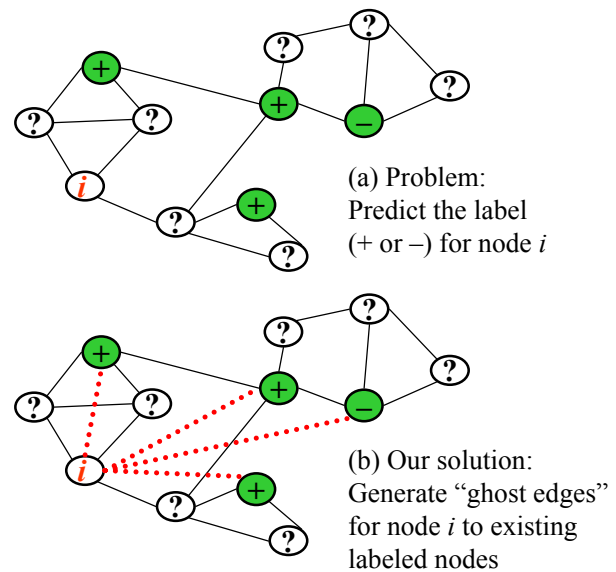 ?
?
+
+
?
?
?
–
i
(a) Problem:
+
Predict the label
?
(+ or –) for node i
?
?
?
+
?
+
?
?
–
(b) Our solution:
i
Generate “ghost edges”
+
for node i to existing
?
labeled nodes
?